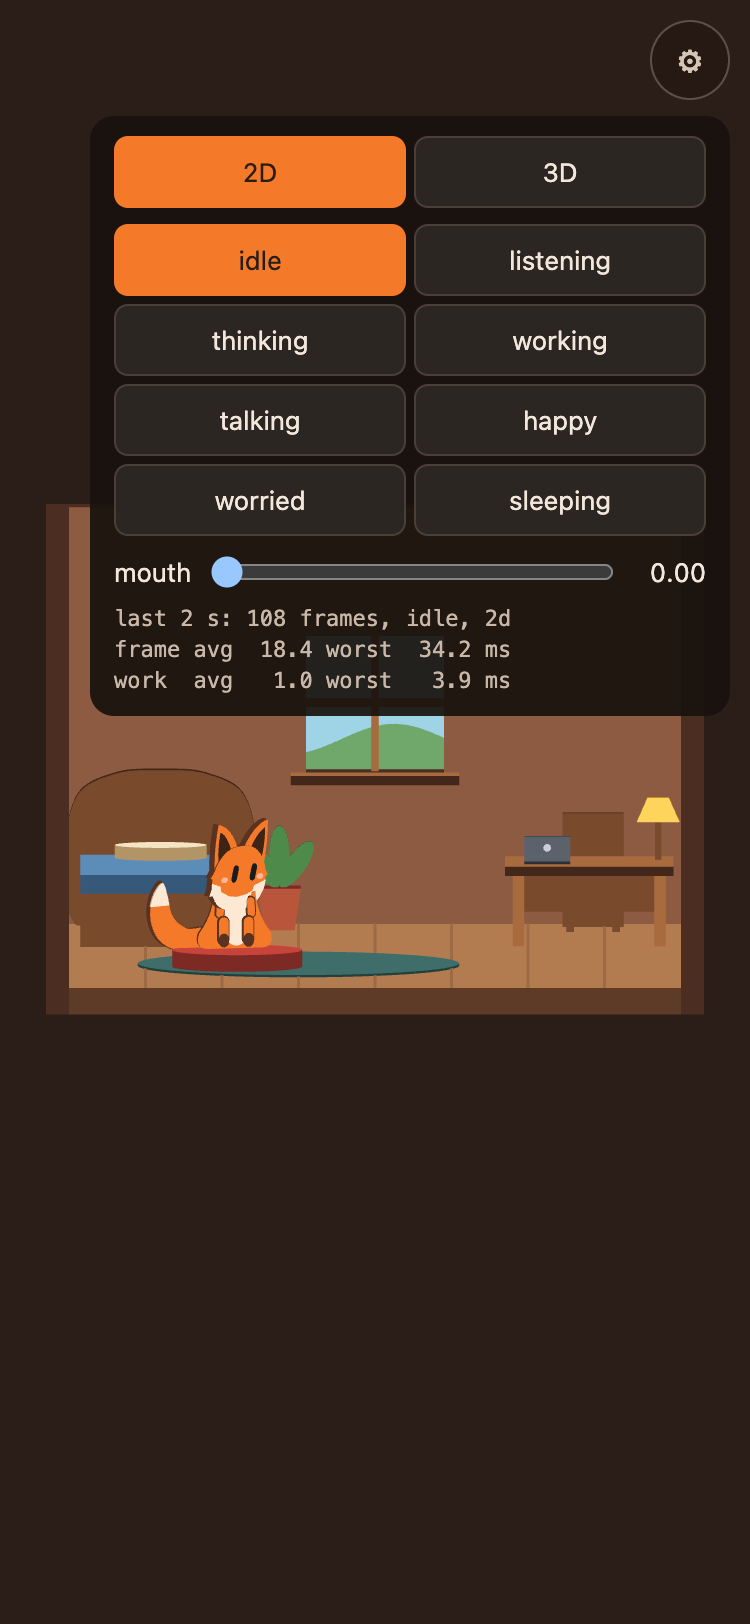 2D 3D
idle listening
thinking working
talking happy
worried sleeping
mouth 0.00
last 2 s: 108 frames, idle, 2d
frame avg  18.4 worst  34.2 ms
work  avg   1.0 worst   3.9 ms